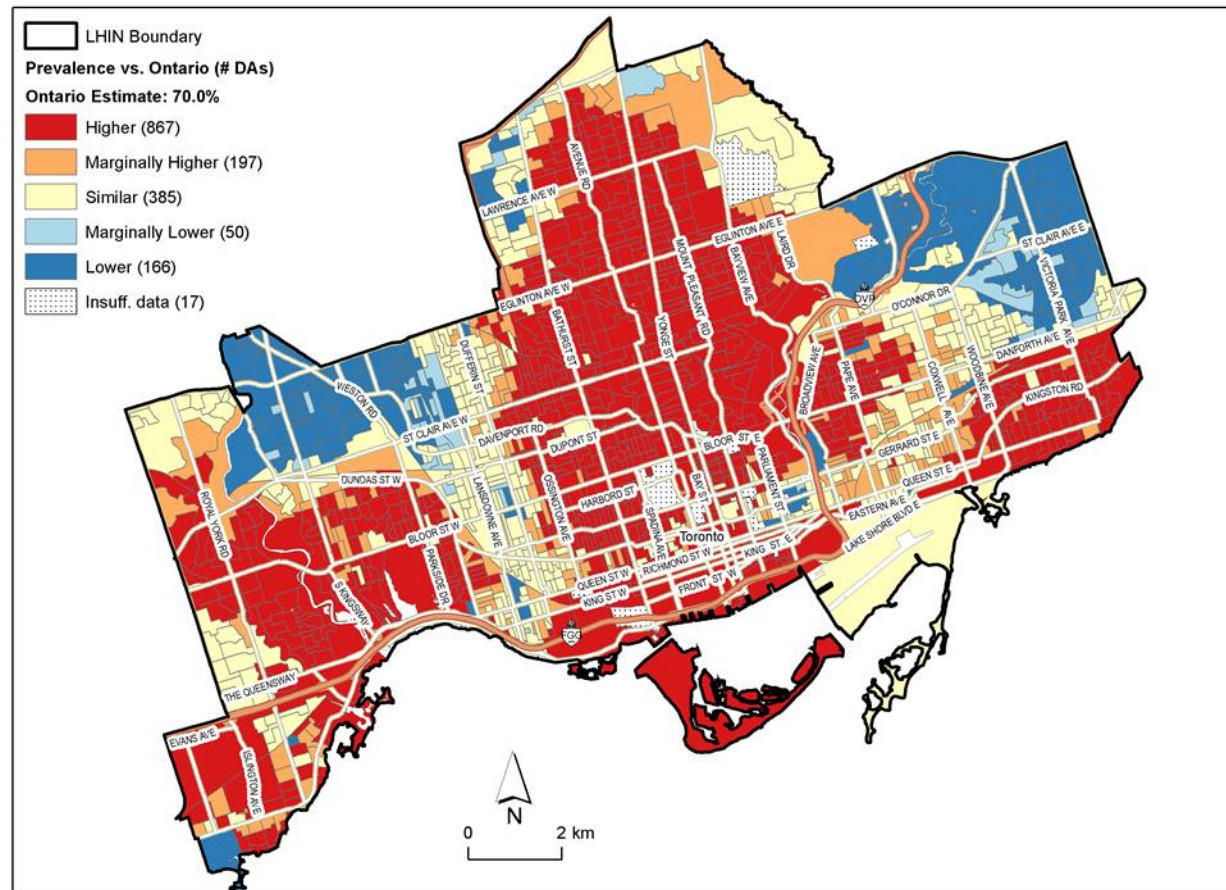 LHIN Boundary
Prevalence vs. Ontario (# DAs)
Ontario Estimate: 70.0%
Higher (867)
Marginally Higher (197)
Similar (385)
Marginally Lower (50)
Lower (166)
Insuff. data (17)
AVENUE RD
LAWRENCE AVE W
MOUNT PLEASANT RD
BAYVIEW AVE
LAIRD DR
EGLINTON AVE E
ST CLAIR AVE E
VICTORIA PARK AVE
EGLINTON AVE W
BATHURST ST
YONGE ST
DVP
O'CONNOR DR
DUFFERIN ST
WESTON RD
BROADVIEW AVE
PAPE AVE
COXWELL AVE
WOODBINE AVE
DANFORTH AVE
KINGSTON RD
ST CLAIR AVE W
DAVENPORT RD
DUPONT ST
BLOOR ST E
PARLIAMENT ST
GERRARD ST E
DUNDAS ST W
ROYAL YORK RD
LANSDOWNE AVE
OSSINGTON AVE
HARBORD ST
SPADINA AVE
BAY ST
QUEEN ST E
EASTERN AVE
BLOOR ST W
Toronto
KING ST E
LAKE SHORE BLVD E
S KINGSWAY
PARKSIDE DR
QUEEN ST W
RICHMOND ST W
KING ST W
FRONT ST W
FGG
THE QUEENSWAY
EVANS AVE
ISLINGTON AVE
N
0 2 km